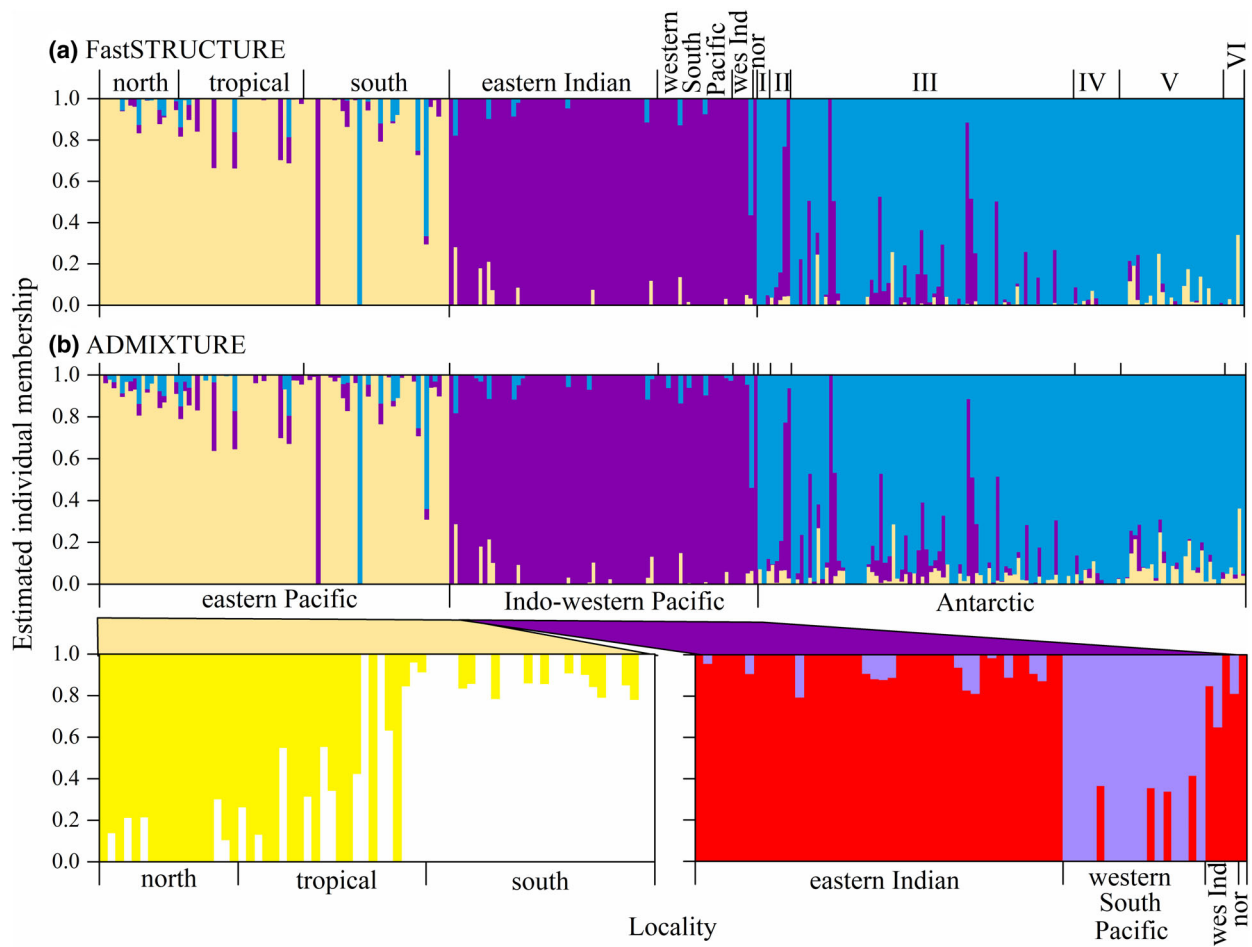 (a) FastSTRUCTURE
north tropical south eastern Indian western South Pacific wes Ind nor I II III IV V VI
1.0
0.8
0.6
0.4
0.2
0.0
(b) ADMIXTURE
1.0
0.8
0.6
0.4
0.2
0.0
Estimated individual membership
eastern Pacific Indo-western Pacific Antarctic
1.0
0.8
0.6
0.4
0.2
0.0
north tropical south eastern Indian western wes Ind nor
South
Pacific
Locality